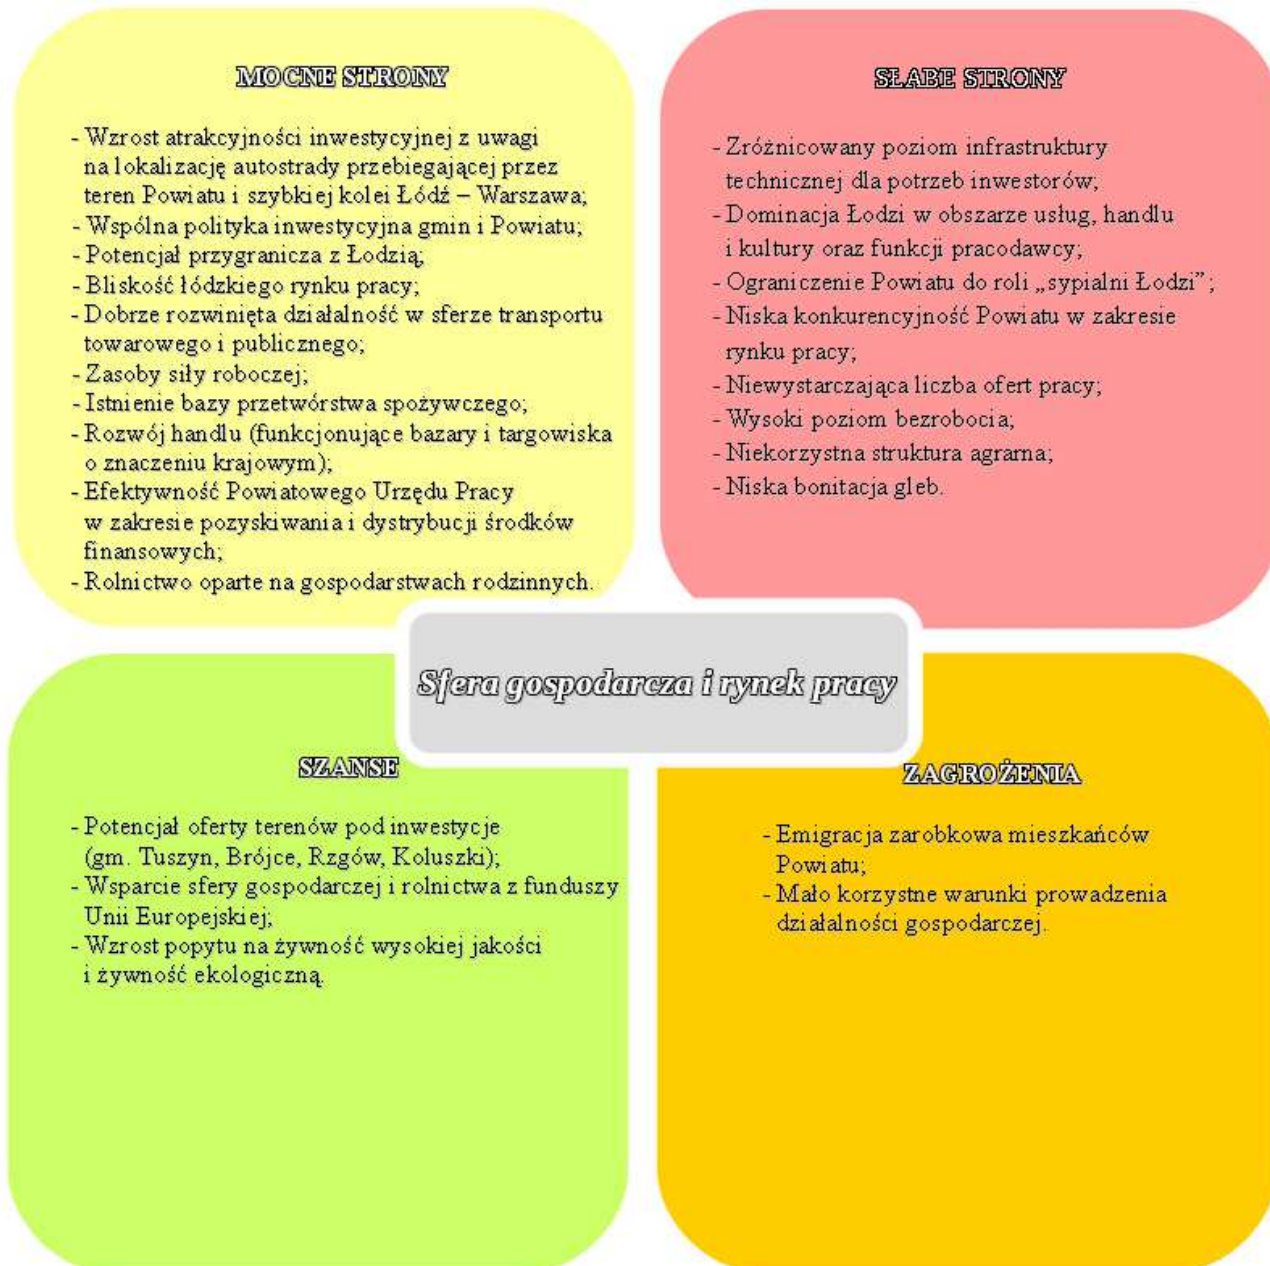 MOCNE STRONY
- Wzrost atrakcyjności inwestycyjnej z uwagi
na lokalizację autostrady przebiegającej przez
teren Powiatu i szybkiej kolei Łódź – Warszawa;
- Wspólna polityka inwestycyjna gmin i Powiatu;
- Potencjał przygranicza z Łodzią;
- Bliskość łódzkiego rynku pracy;
- Dobrze rozwinięta działalność w sferze transportu
towarowego i publicznego;
- Zasoby siły roboczej;
- Istnienie bazy przetwórstwa spożywczego;
- Rozwój handlu (funkcjonujące bazary i targowiska
o znaczeniu krajowym);
- Efektywność Powiatowego Urzędu Pracy
w zakresie pozyskiwania i dystrybucji środków
finansowych;
- Rolnictwo oparte na gospodarstwach rodzinnych.
SŁABE STRONY
- Zróżnicowany poziom infrastruktury
technicznej dla potrzeb inwestorów;
- Dominacja Łodzi w obszarze usług, handlu
i kultury oraz funkcji pracodawcy;
- Ograniczenie Powiatu do roli „sypialni Łodzi”;
- Niska konkurencyjność Powiatu w zakresie
rynku pracy;
- Niewystarczająca liczba ofert pracy;
- Wysoki poziom bezrobocia;
- Niekorzystna struktura agrarna;
- Niska bonitacja gleb.
Sfera gospodarcza i rynek pracy
SZANSE
- Potencjał oferty terenów pod inwestycje
(gm. Tuszyn, Brójce, Rzgów, Koluszki);
- Wsparcie sfery gospodarczej i rolnictwa z funduszy
Unii Europejskiej;
- Wzrost popytu na żywność wysokiej jakości
i żywność ekologiczną.
ZAGROŻENIA
- Emigracja zarobkowa mieszkańców
Powiatu;
- Mało korzystne warunki prowadzenia
działalności gospodarczej.